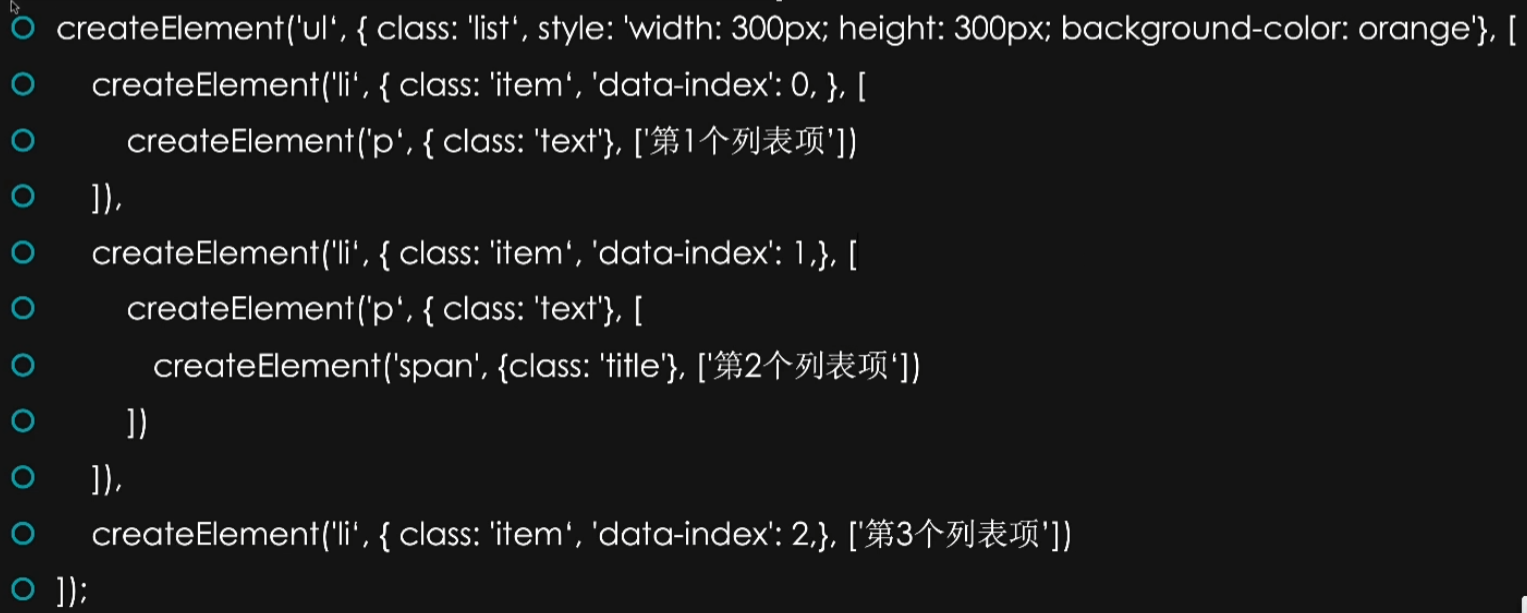 createElement('ul‘, { class: 'list‘, style: 'width: 300px; height: 300px; background-color: orange'}, [
createElement('li‘, { class: 'item‘, 'data-index': 0, }, [
createElement('p‘, { class: 'text'}, ['第1个列表项’])
]),
createElement('li‘, { class: 'item‘, 'data-index': 1,}, [
createElement('p‘, { class: 'text'}, [
createElement('span', {class: 'title'}, ['第2个列表项‘])
])
]),
createElement('li‘, { class: 'item‘, 'data-index': 2,}, ['第3个列表项’])
]);